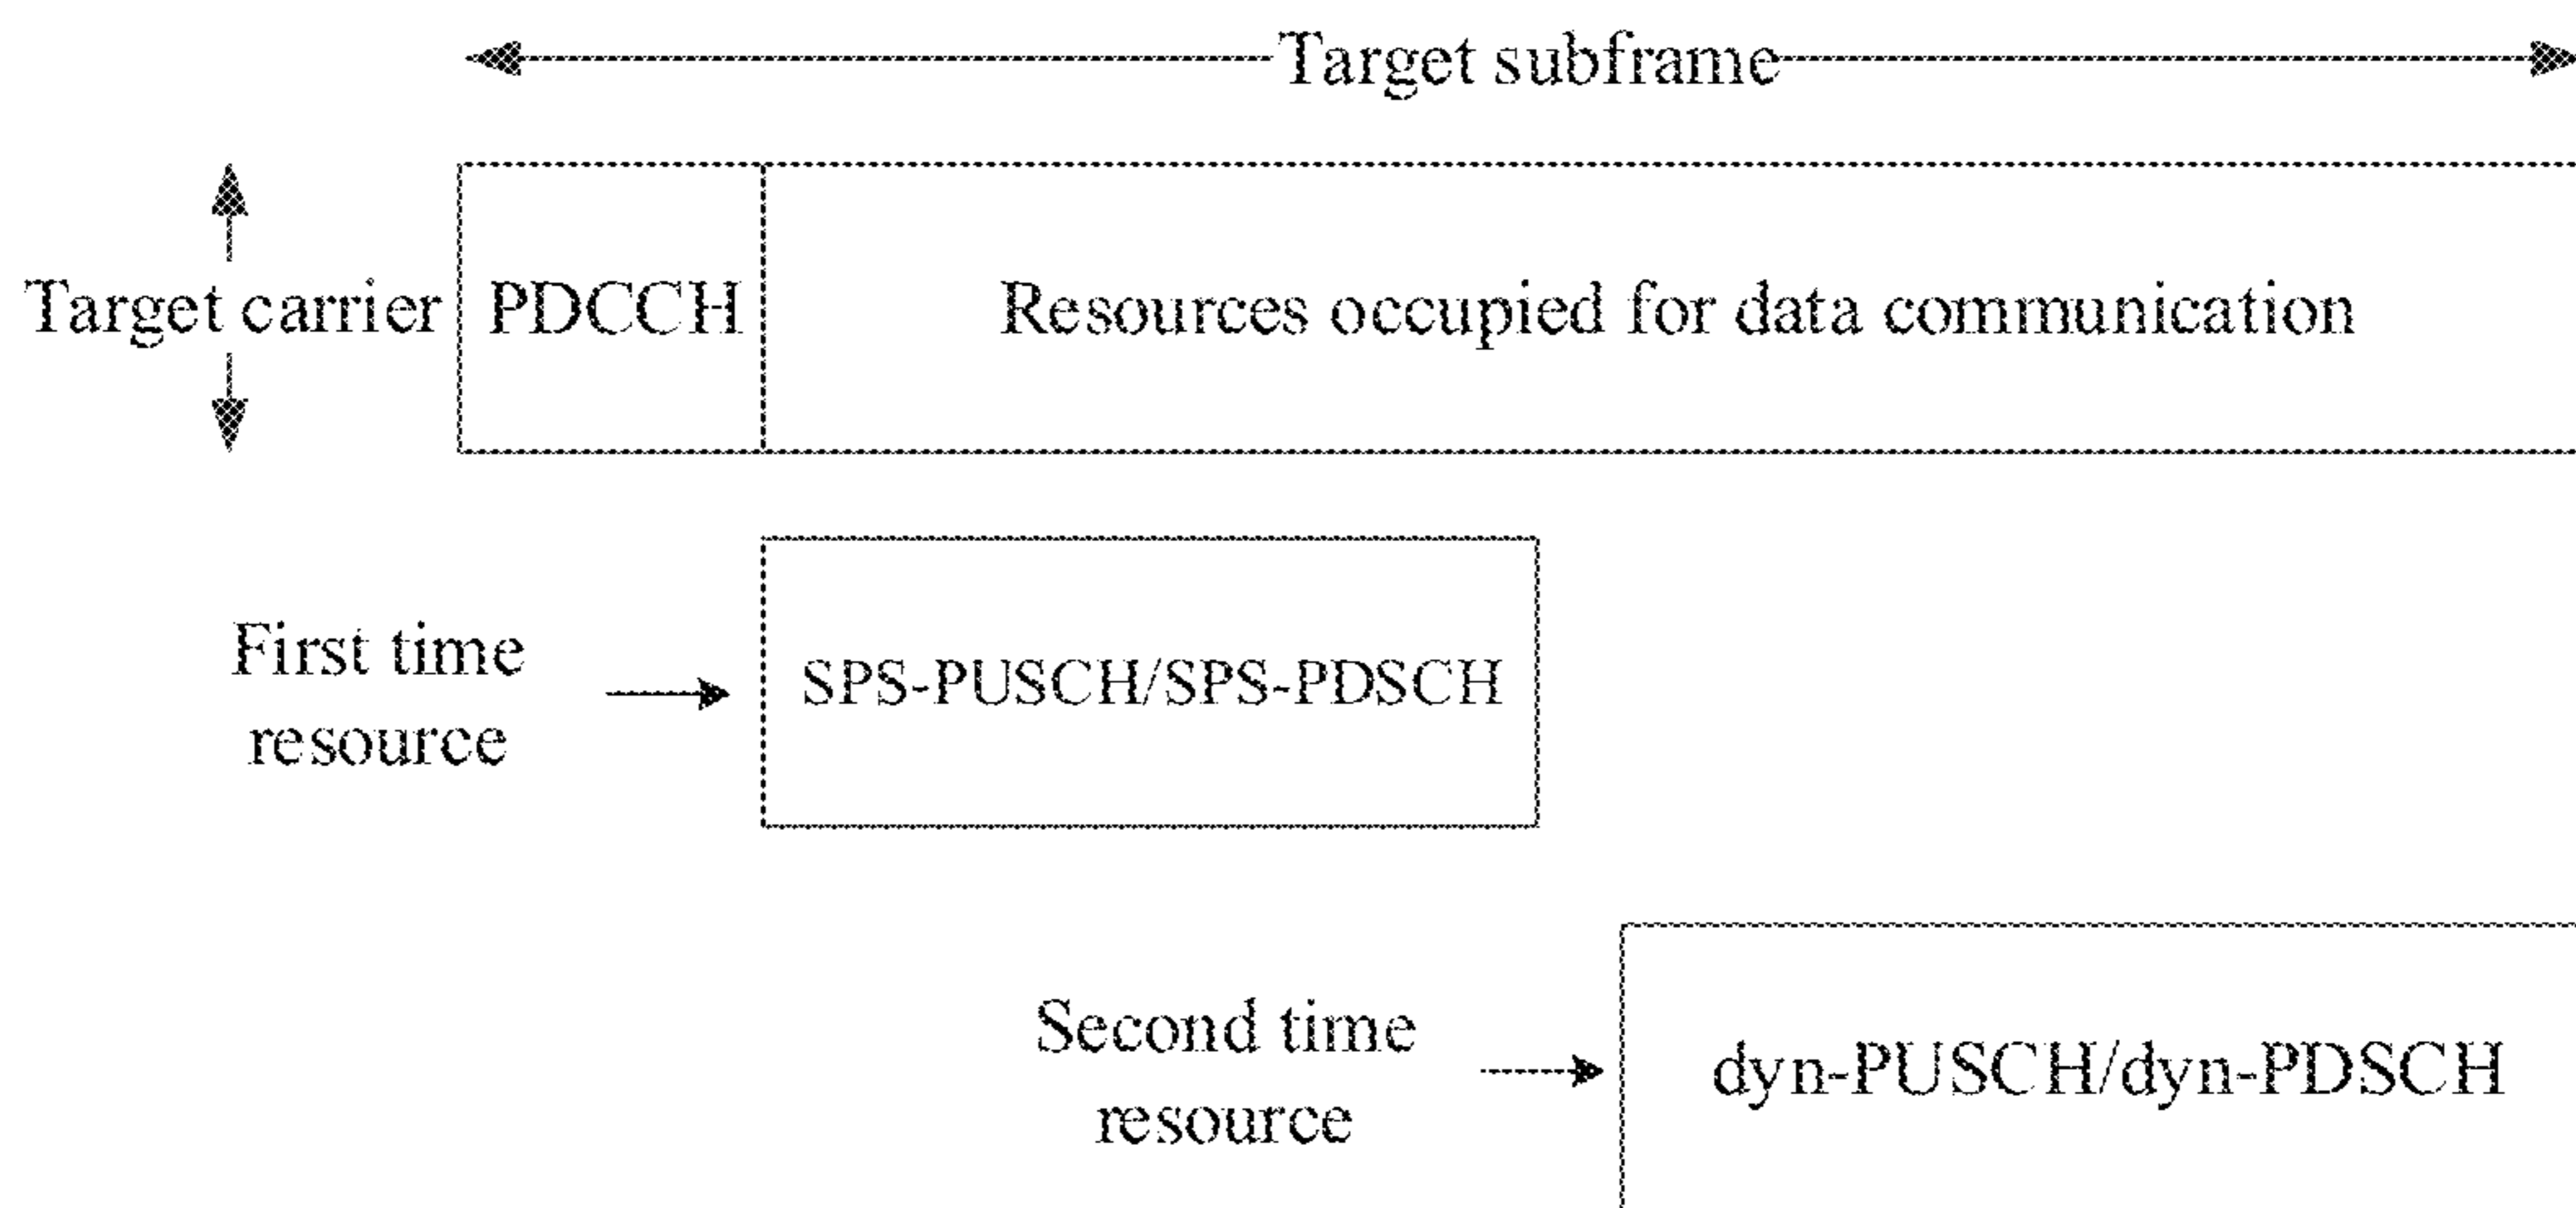 Target subframe
Target carrier
PDCCH
Resources occupied for data communication
First time
resource
SPS-PUSCH/SPS-PDSCH
Second time
resource
dyn-PUSCH/dyn-PDSCH